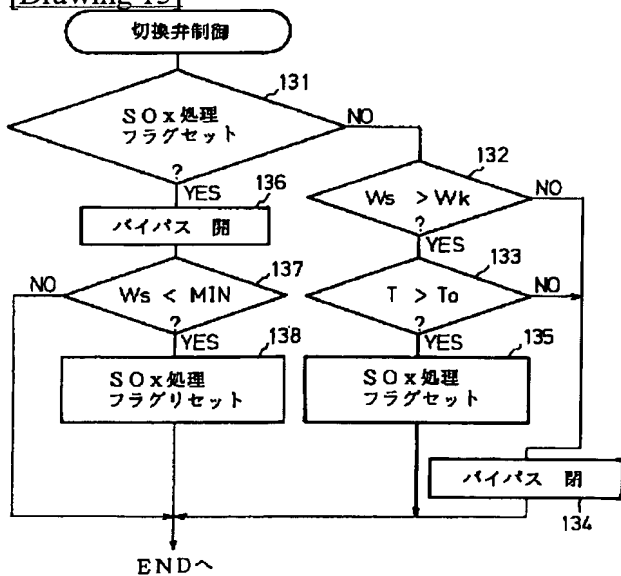 [Drawing 15]
切換弁制御
131
SOx処理
フラグセット
?
NO
YES
132
Ws > Wk
?
NO
YES
136
バイパス 開
133
T > To
?
NO
YES
137
Ws < MIN
?
NO
YES
138
SOx処理
フラグリセット
135
SOx処理
フラグセット
バイパス 閉
134
ENDへ